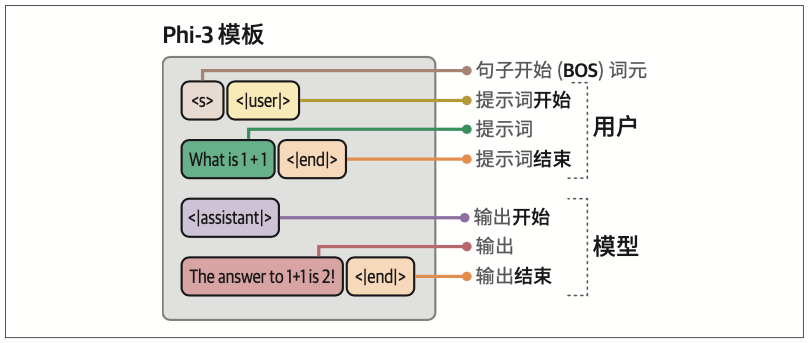 Phi-3 模板
<s> <|user|>
What is 1 + 1 <|end|>
<|assistant|>
The answer to 1+1 is 2! <|end|>
句子开始 (BOS) 词元
提示词开始
提示词
提示词结束
用户
输出开始
输出
输出结束
模型